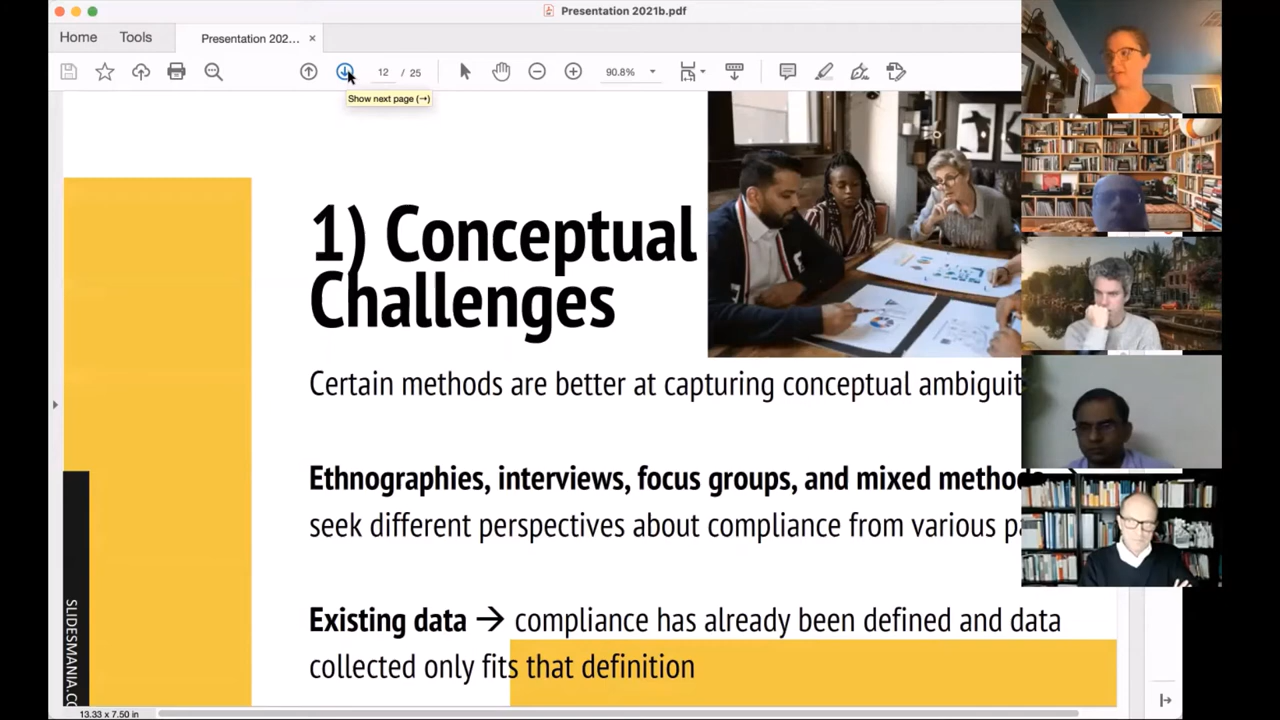 Presentation 2021b.pdf
Home
Tools
Presentation 202... ×
12 / 25
90.8%
Show next page (→)
1) Conceptual
Challenges
Certain methods are better at capturing conceptual ambiguit
Ethnographies, interviews, focus groups, and mixed method
seek different perspectives about compliance from various pa
Existing data → compliance has already been defined and data
collected only fits that definition
SLIDESMANIA.CO
13.33 x 7.50 in